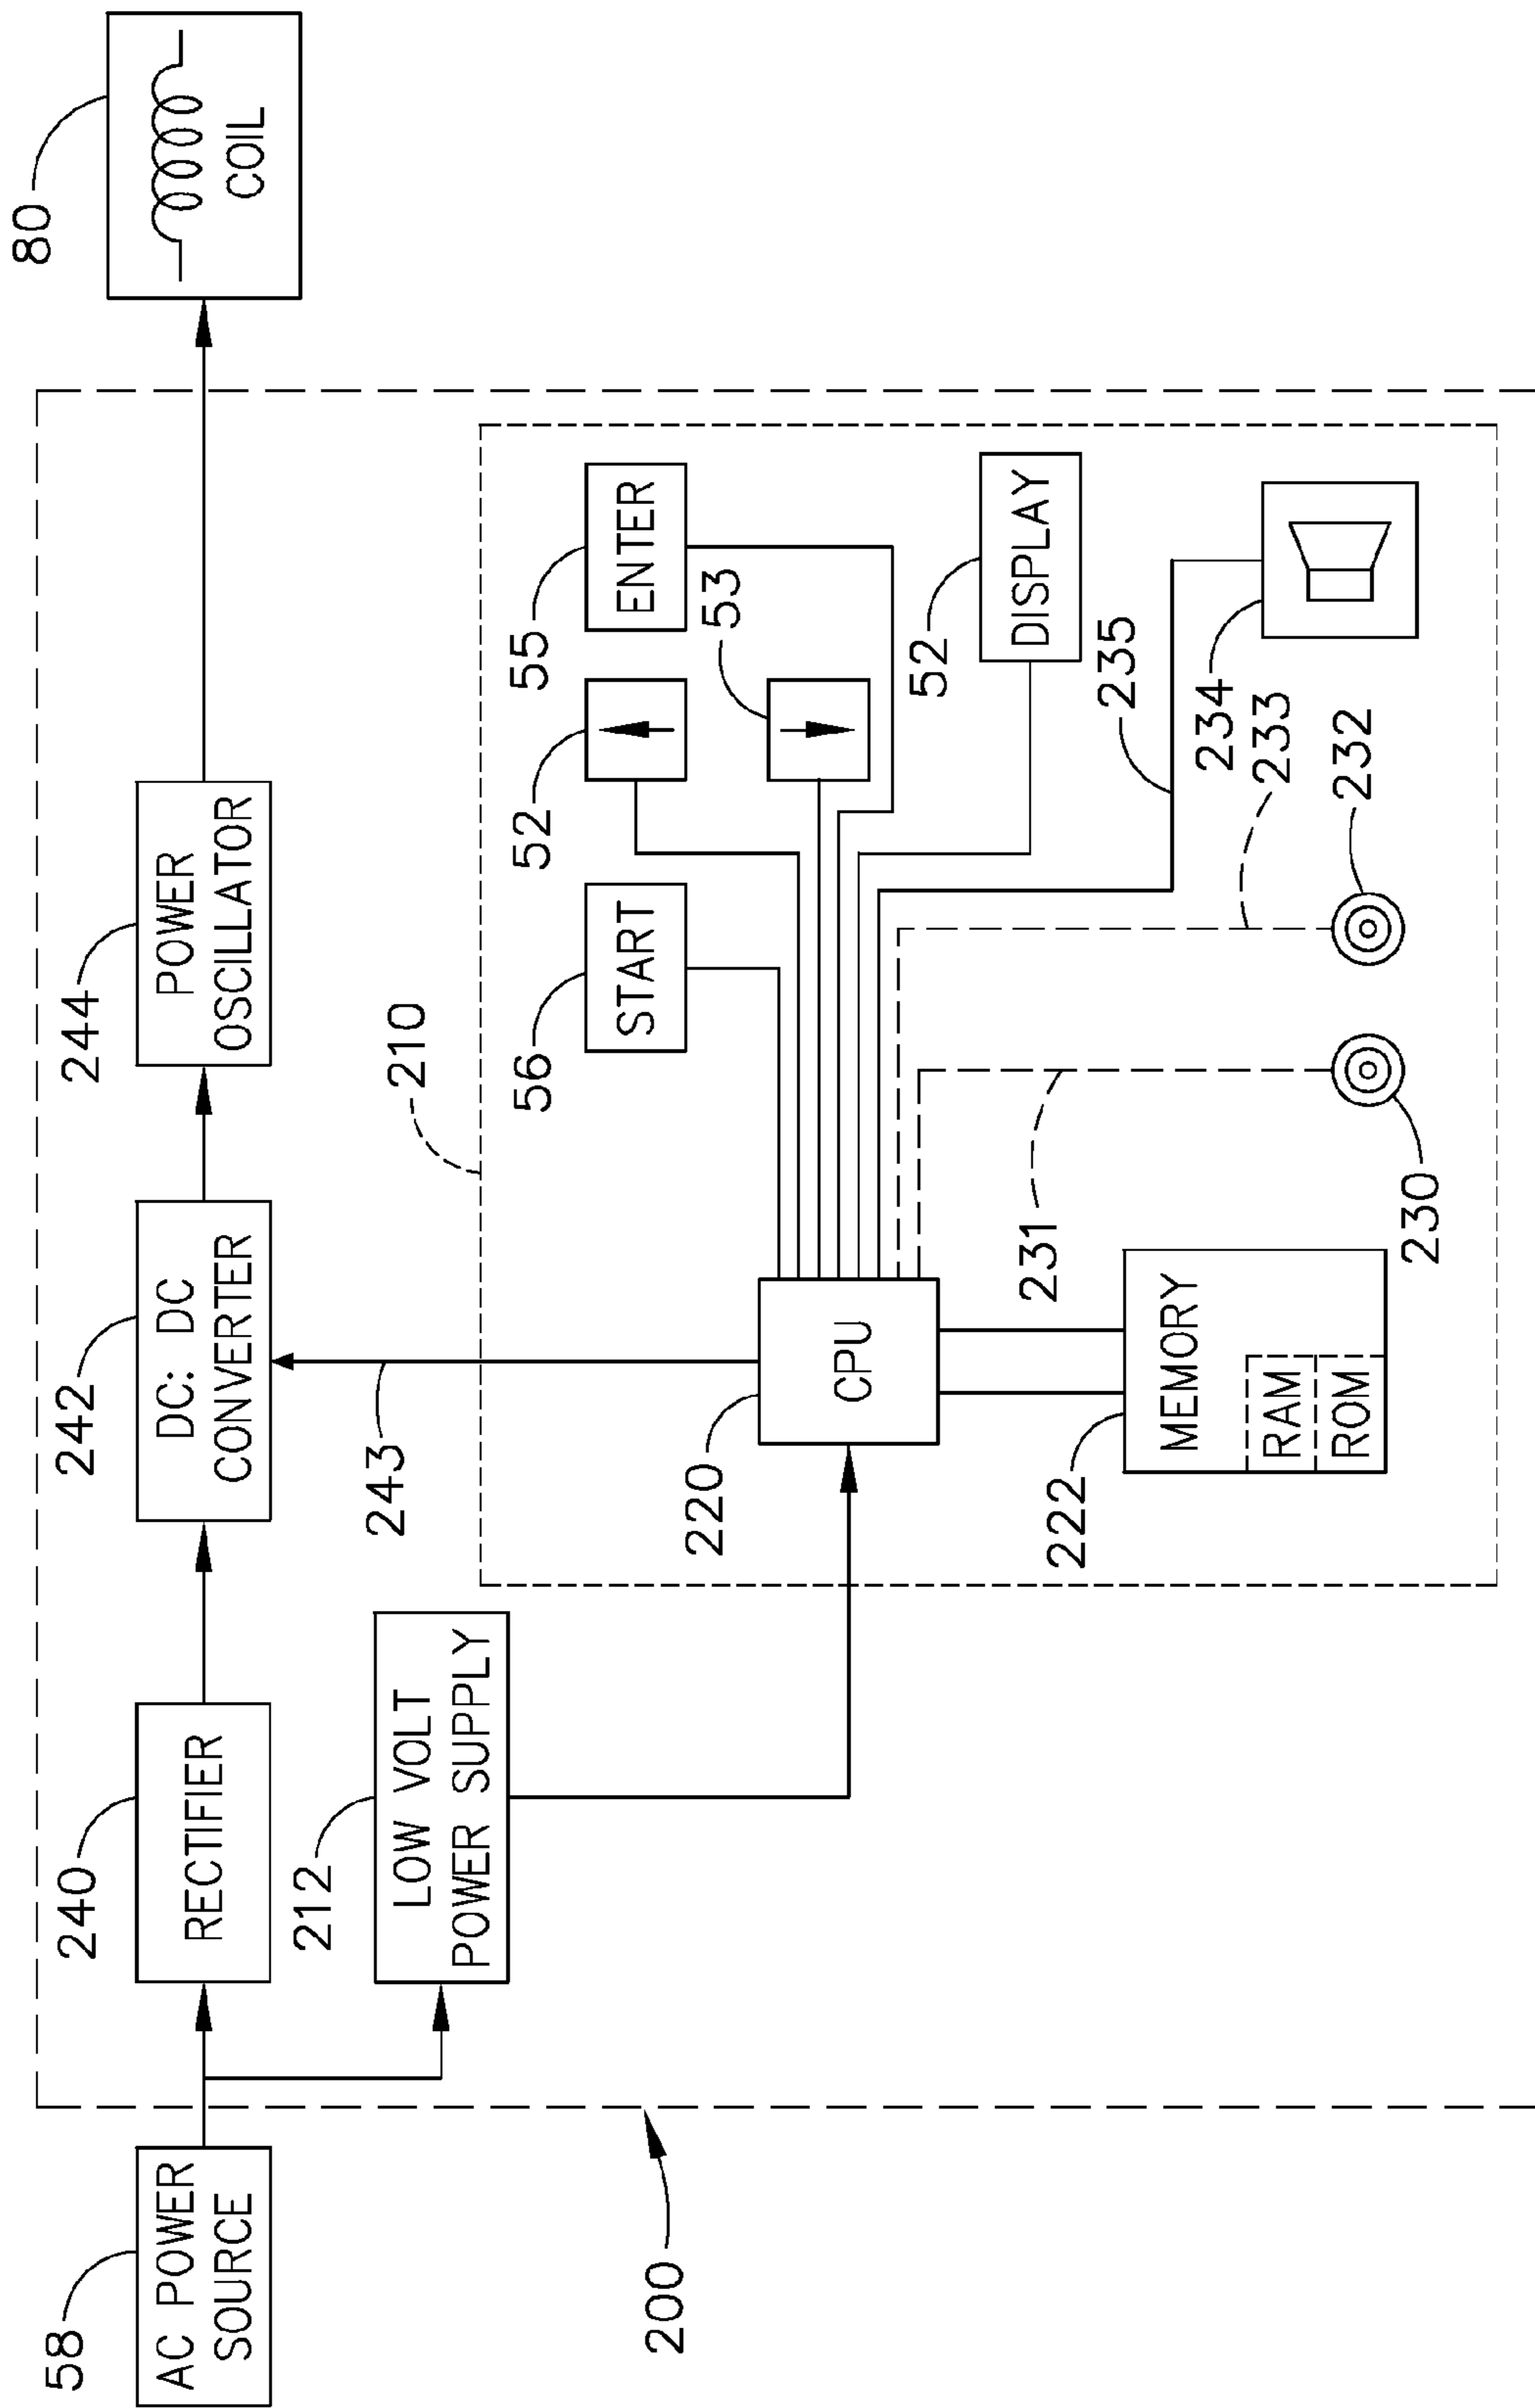 80
COIL
244
POWER
OSCILLATOR
242
DC: DC
CONVERTER
240
RECTIFIER
58
AC POWER
SOURCE
212
LOW VOLT
POWER SUPPLY
243
210
200
56
START
52
55
ENTER
53
52
DISPLAY
220
CPU
222
MEMORY
RAM
ROM
231
235
234
233
232
230